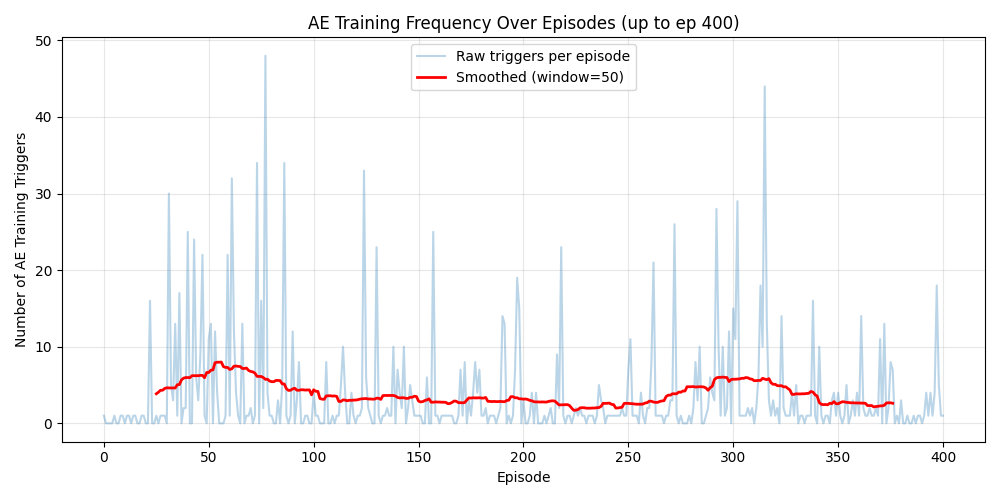 AE Training Frequency Over Episodes (up to ep 400)
Raw triggers per episode
Smoothed (window=50)
Number of AE Training Triggers
50
40
30
20
10
0
0 50 100 150 200 250 300 350 400
Episode